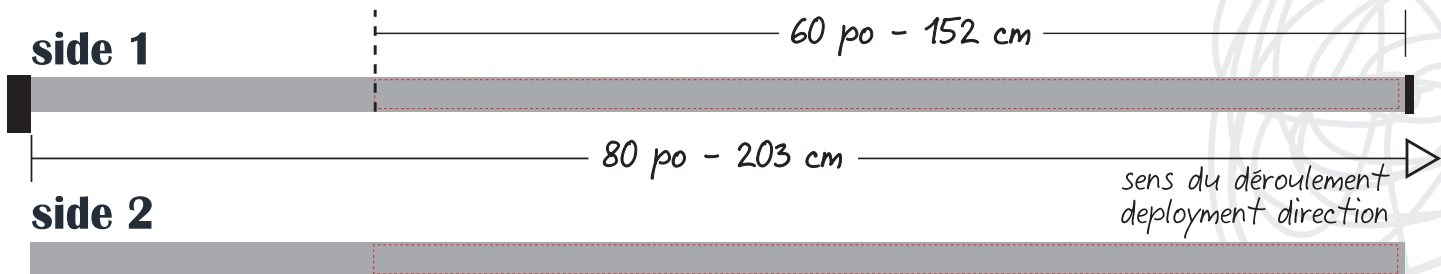 60 po - 152 cm
side 1
80 po - 203 cm
sens du déroulement
deployment direction
side 2